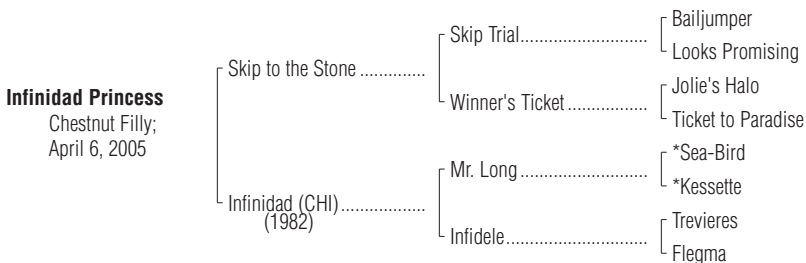 Infinidad Princess
Chestnut Filly;
April 6, 2005
Skip to the Stone ..............
Infinidad (CHI)..................
(1982)
Skip Trial...........................
Winner's Ticket .................
Mr. Long ...........................
Infidele..............................
Bailjumper
Looks Promising
Jolie's Halo
Ticket to Paradise
*Sea-Bird
*Kessette
Trevieres
Flegma